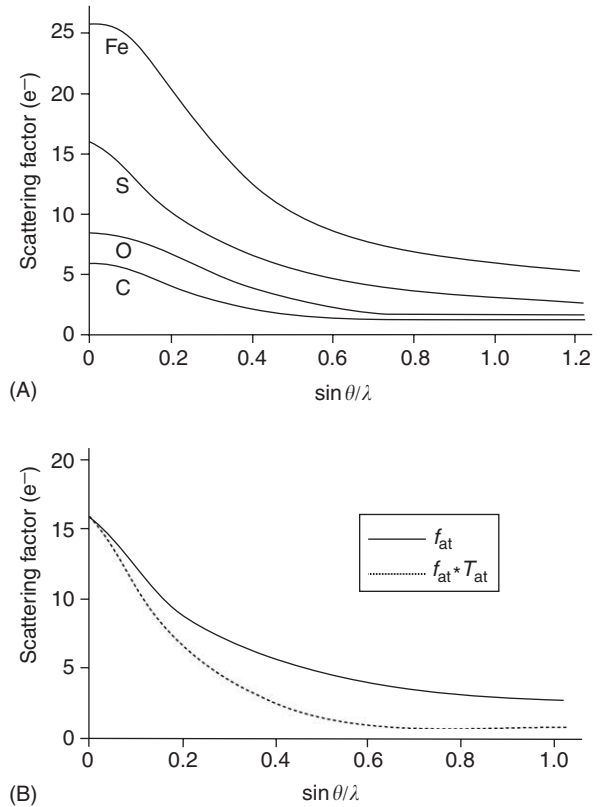 25
Fe
20
15
S
10
O
5
C
0
0 0.2 0.4 0.6 0.8 1.0 1.2
Scattering factor (e–)
(A)
sin θ/λ
20
15
10
5
0
0 0.2 0.4 0.6 0.8 1.0
Scattering factor (e–)
f_at
f_at * T_at
(B)
sin θ/λ